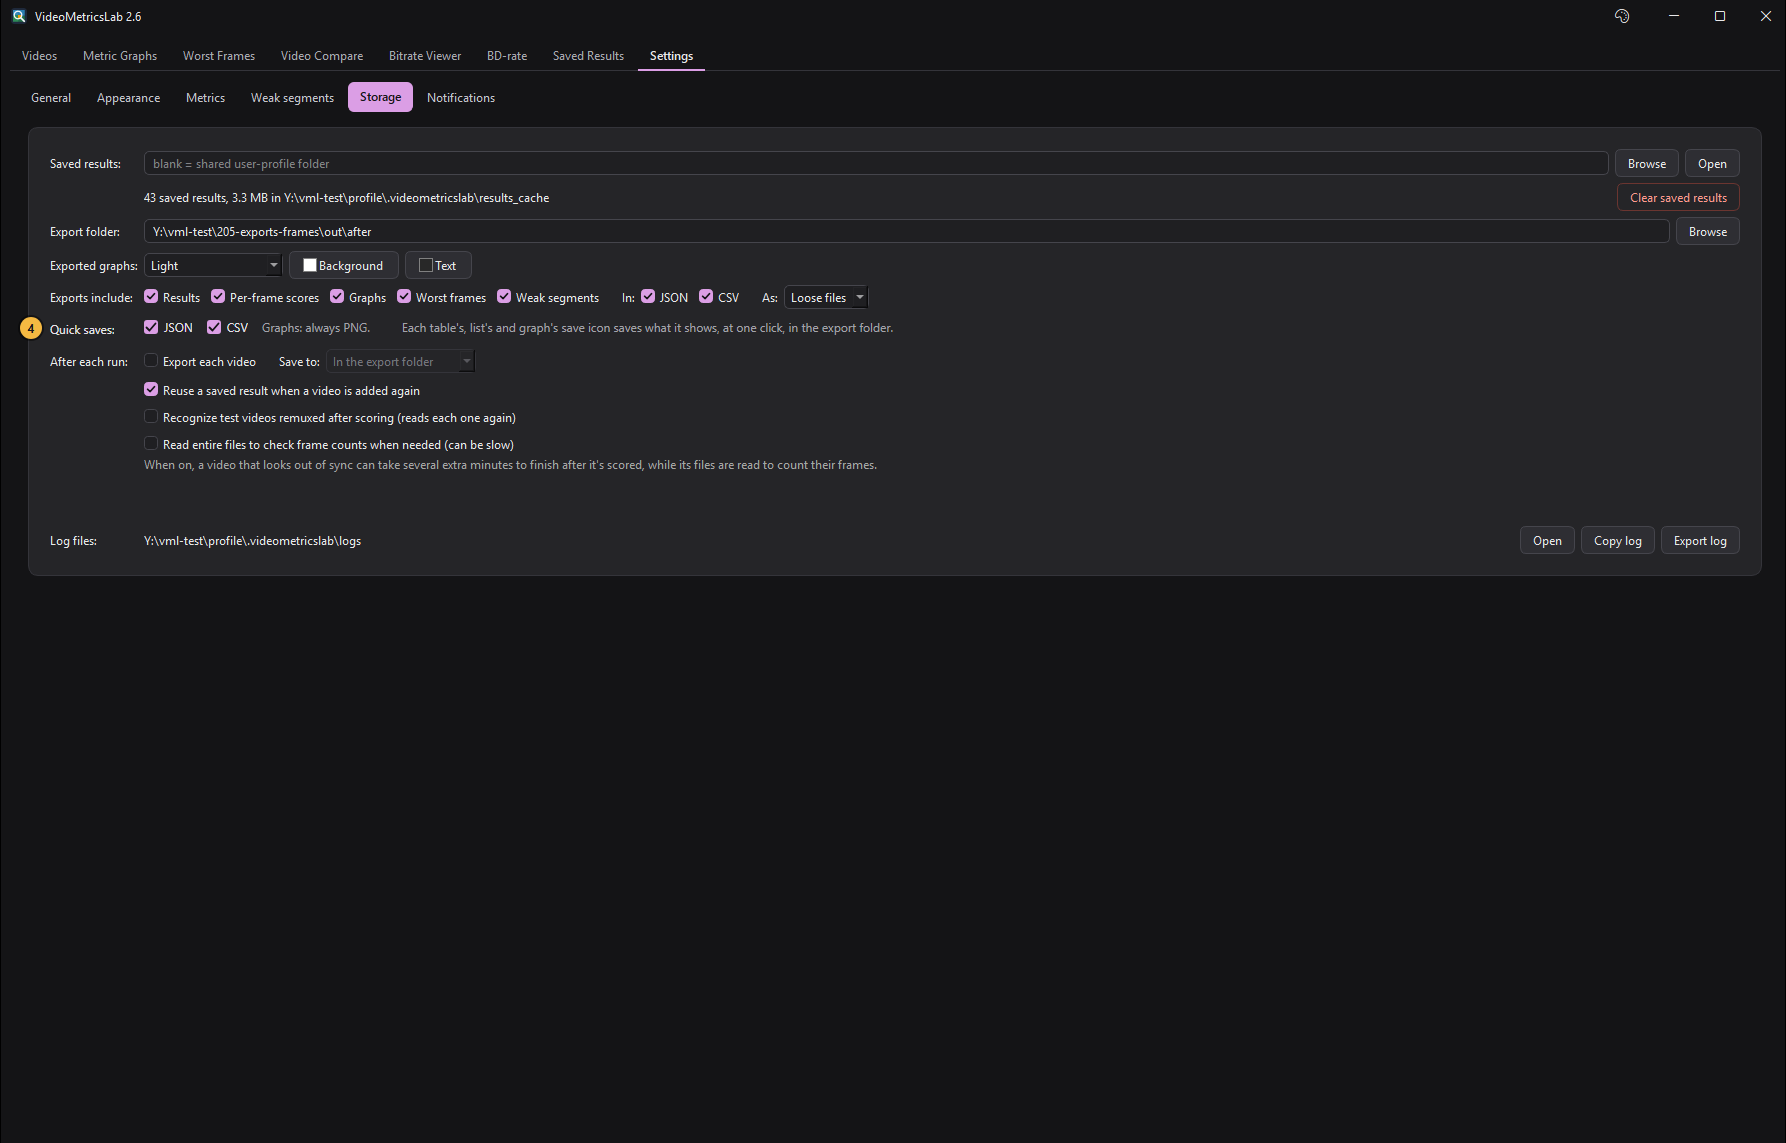 VideoMetricsLab 2.6
Videos Metric Graphs Worst Frames Video Compare Bitrate Viewer BD-rate Saved Results Settings
General Appearance Metrics Weak segments Storage Notifications
Saved results: blank = shared user-profile folder Browse Open
43 saved results, 3.3 MB in Y:\vml-test\profile\.videometricslab\results_cache Clear saved results
Export folder: Y:\vml-test\205-exports-frames\out\after Browse
Exported graphs: Light Background Text
Exports include: Results Per-frame scores Graphs Worst frames Weak segments In: JSON CSV As: Loose files
4 Quick saves: JSON CSV Graphs: always PNG. Each table's, list's and graph's save icon saves what it shows, at one click, in the export folder.
After each run: Export each video Save to: In the export folder
Reuse a saved result when a video is added again
Recognize test videos remuxed after scoring (reads each one again)
Read entire files to check frame counts when needed (can be slow)
When on, a video that looks out of sync can take several extra minutes to finish after it's scored, while its files are read to count their frames.
Log files: Y:\vml-test\profile\.videometricslab\logs Open Copy log Export log